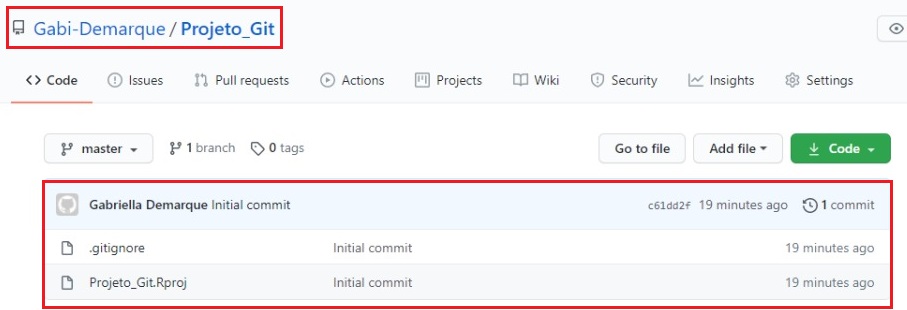 Gabi-Demarque / Projeto_Git
Code Issues Pull requests Actions Projects Wiki Security Insights Settings
master 1 branch 0 tags Go to file Add file Code
Gabriella Demarque Initial commit c61dd2f 19 minutes ago 1 commit
.gitignore Initial commit 19 minutes ago
Projeto_Git.Rproj Initial commit 19 minutes ago